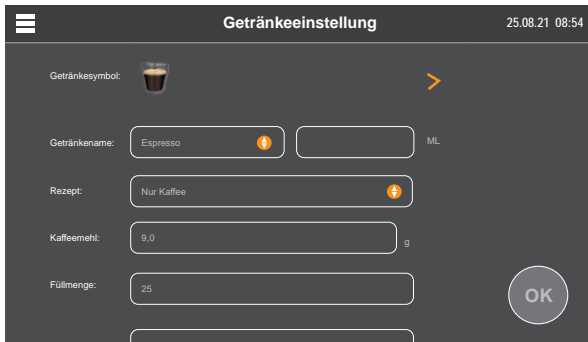 Getränkeeinstellung 25.08.21 08:54
Getränkesymbol:
Getränkename: Espresso ML
Rezept: Nur Kaffee
Kaffeemehl: 9,0 g
Füllmenge: 25
OK